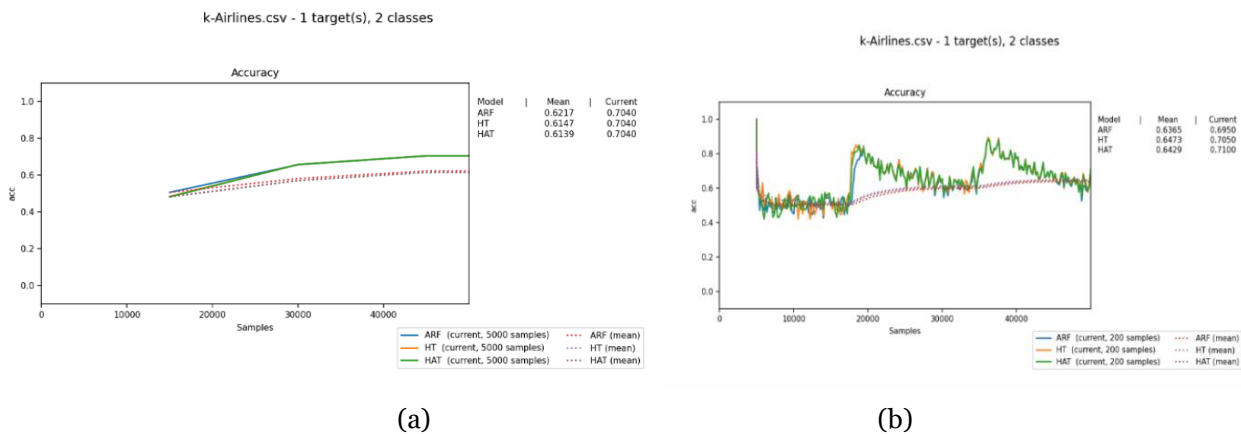 k-Airlines.csv - 1 target(s), 2 classes
Accuracy
Model | Mean | Current
ARF 0.6217 0.7040
HT 0.6147 0.7040
HAT 0.6139 0.7040
1.0
0.8
0.6
0.4
0.2
0.0
acc
0 10000 20000 30000 40000
Samples
ARF (current, 5000 samples) ARF (mean)
HT (current, 5000 samples) HT (mean)
HAT (current, 5000 samples) HAT (mean)
(a)
k-Airlines.csv - 1 target(s), 2 classes
Accuracy
Model | Mean | Current
ARF 0.6365 0.6950
HT 0.6473 0.7050
HAT 0.6429 0.7100
1.0
0.8
0.6
0.4
0.2
0.0
acc
10000 20000 30000 40000
Samples
ARF (current, 200 samples) ARF (mean)
HT (current, 200 samples) HT (mean)
HAT (current, 200 samples) HAT (mean)
(b)